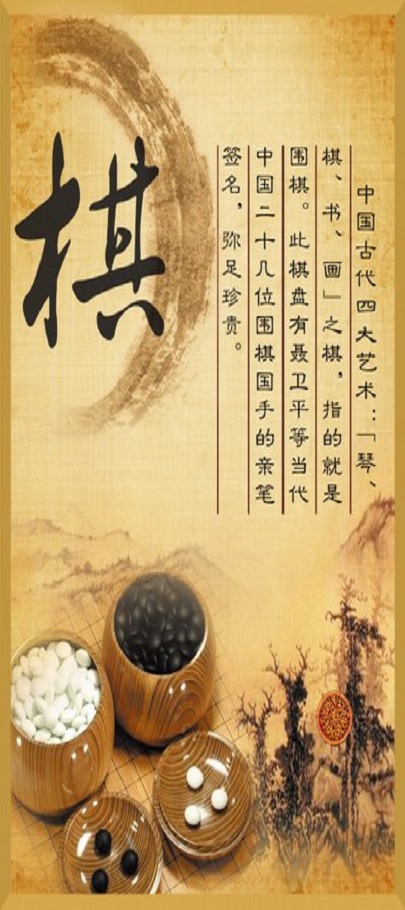 棋
中国古代四大艺术：「琴、
棋、书、画」之棋，指的就是
围棋。此棋盘有聂卫平等当代
中国二十几位围棋国手的亲笔
签名，弥足珍贵。